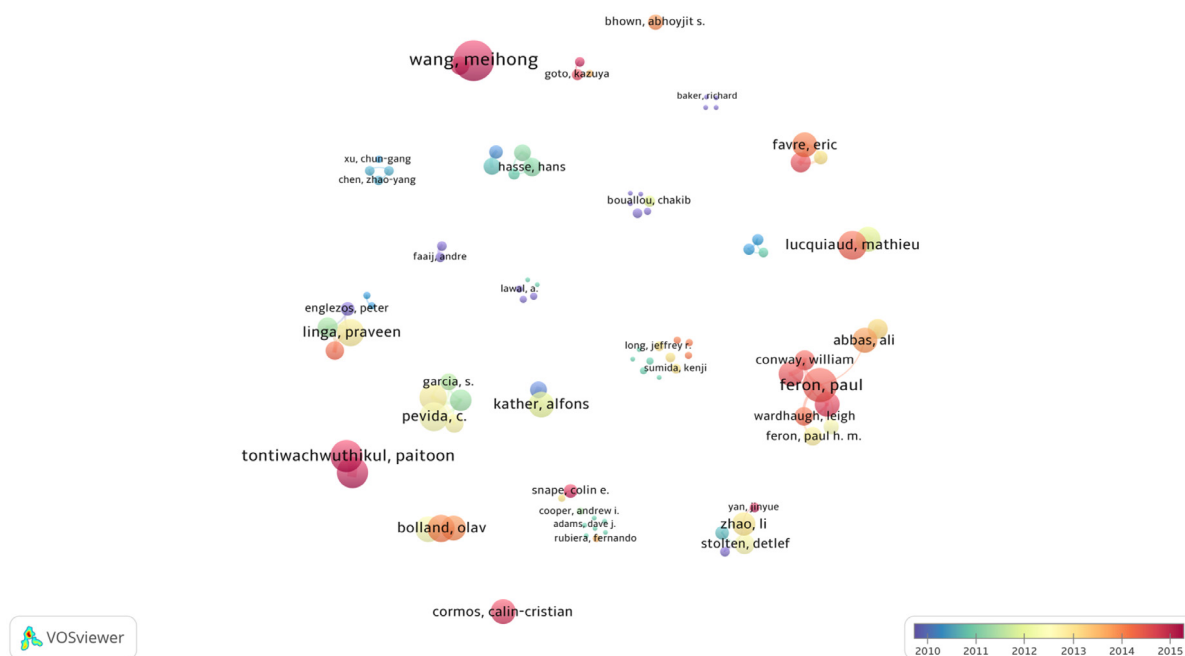 bhown, abhoyjit s.
wang, meihong
goto, kazuya
baker, richard
favre, eric
xu, chun-gang
hasse, hans
chen, zhao-yang
bouallou, chakib
lucquiaud, mathieu
faaij, andre
lawal, a.
englezos, peter
linga, praveen
abbas, ali
long, jeffrey r.
conway, william
sumida, kenji
garcia, s.
feron, paul
kather, alfons
pevida, c.
wardhaugh, leigh
feron, paul h. m.
tontiwachwuthikul, paitoon
snape, colin e.
yan, jinyue
cooper, andrew i.
adams, dave j.
zhao, li
bolland, olav
rubiera, fernando
stolten, detlef
cormos, calin-cristian
VOSviewer
2010 2011 2012 2013 2014 2015